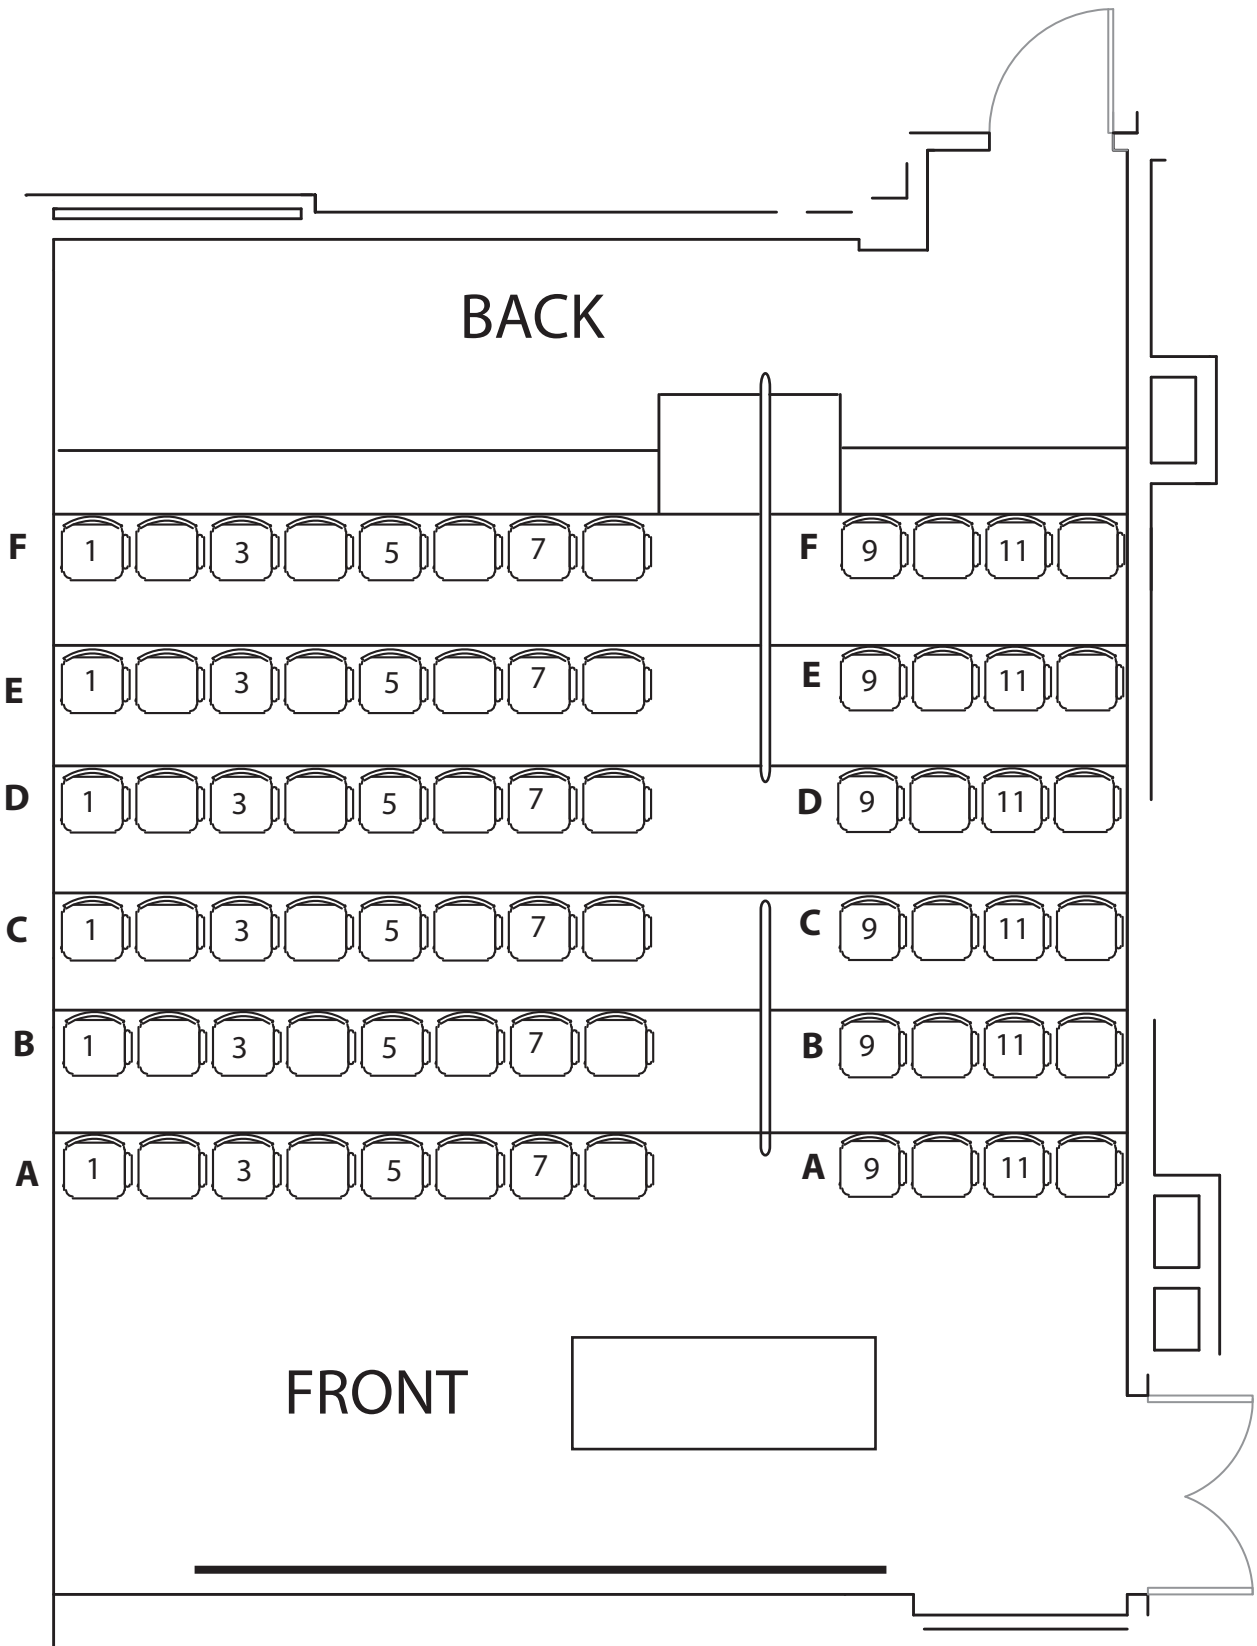 BACK
F 1 3 5 7 F 9 11
E 1 3 5 7 E 9 11
D 1 3 5 7 D 9 11
C 1 3 5 7 C 9 11
B 1 3 5 7 B 9 11
A 1 3 5 7 A 9 11
FRONT